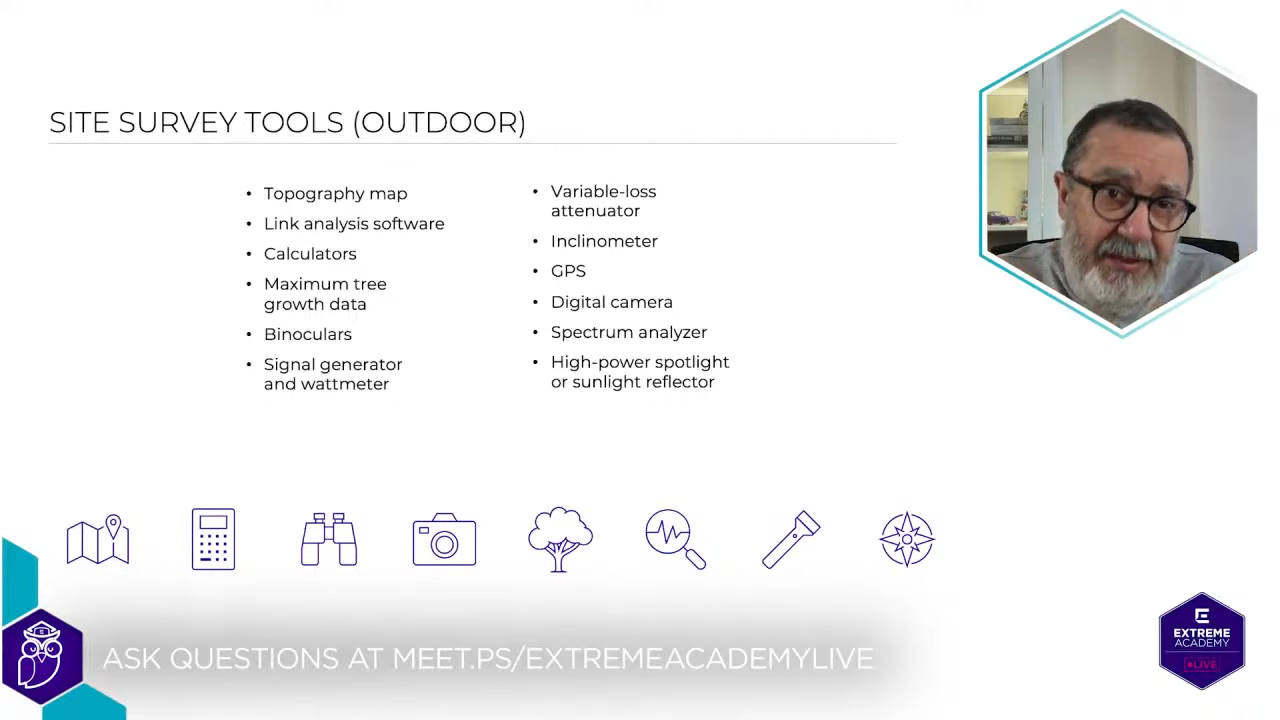 SITE SURVEY TOOLS (OUTDOOR)
• Topography map
• Link analysis software
• Calculators
• Maximum tree
growth data
• Binoculars
• Signal generator
and wattmeter
• Variable-loss
attenuator
• Inclinometer
• GPS
• Digital camera
• Spectrum analyzer
• High-power spotlight
or sunlight reflector
ASK QUESTIONS AT MEET.PS/EXTREMEACADEMYLIVE
E
EXTREME
ACADEMY
LIVE